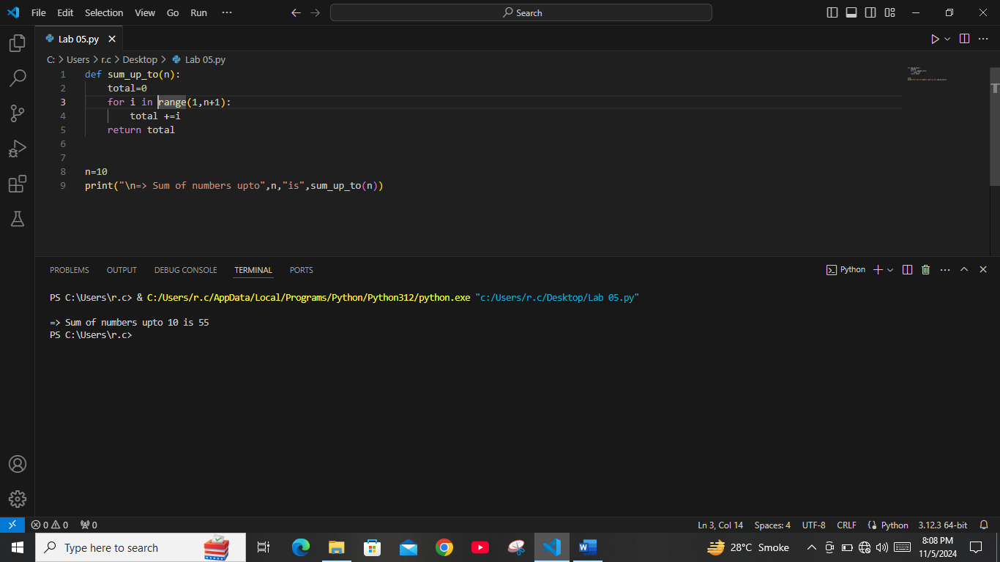 File Edit Selection View Go Run ··· Search
Lab 05.py
C: > Users > r.c > Desktop > Lab 05.py
1 def sum_up_to(n):
2     total=0
3     for i in range(1,n+1):
4         total +=i
5     return total
6
7
8 n=10
9 print("\n=> Sum of numbers upto",n,"is",sum_up_to(n))
PROBLEMS OUTPUT DEBUG CONSOLE TERMINAL PORTS Python
PS C:\Users\r.c> & C:/Users/r.c/AppData/Local/Programs/Python/Python312/python.exe "c:/Users/r.c/Desktop/Lab 05.py"
=> Sum of numbers upto 10 is 55
PS C:\Users\r.c>
0 0 0 Ln 3, Col 14 Spaces: 4 UTF-8 CRLF Python 3.12.3 64-bit
Type here to search 28°C Smoke 8:08 PM
11/5/2024